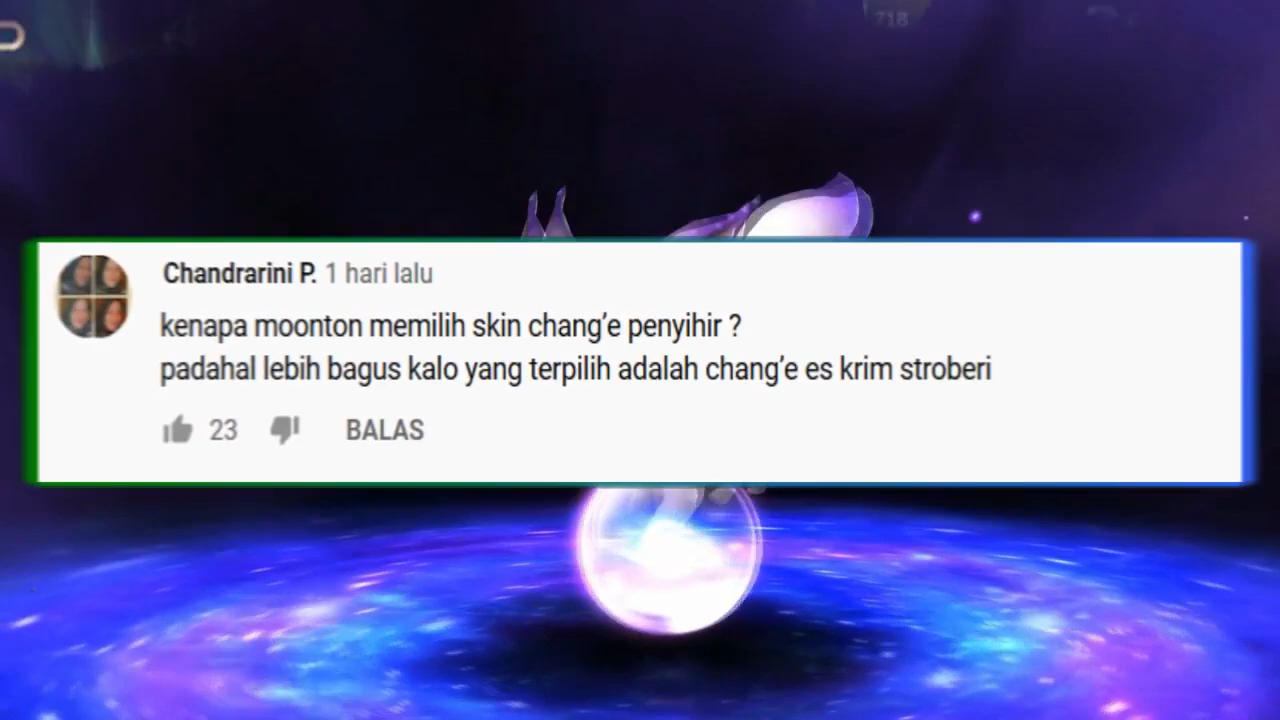 718
Chandrarini P. 1 hari lalu
kenapa moonton memilih skin chang'e penyihir ?
padahal lebih bagus kalo yang terpilih adalah chang'e es krim stroberi
23 BALAS